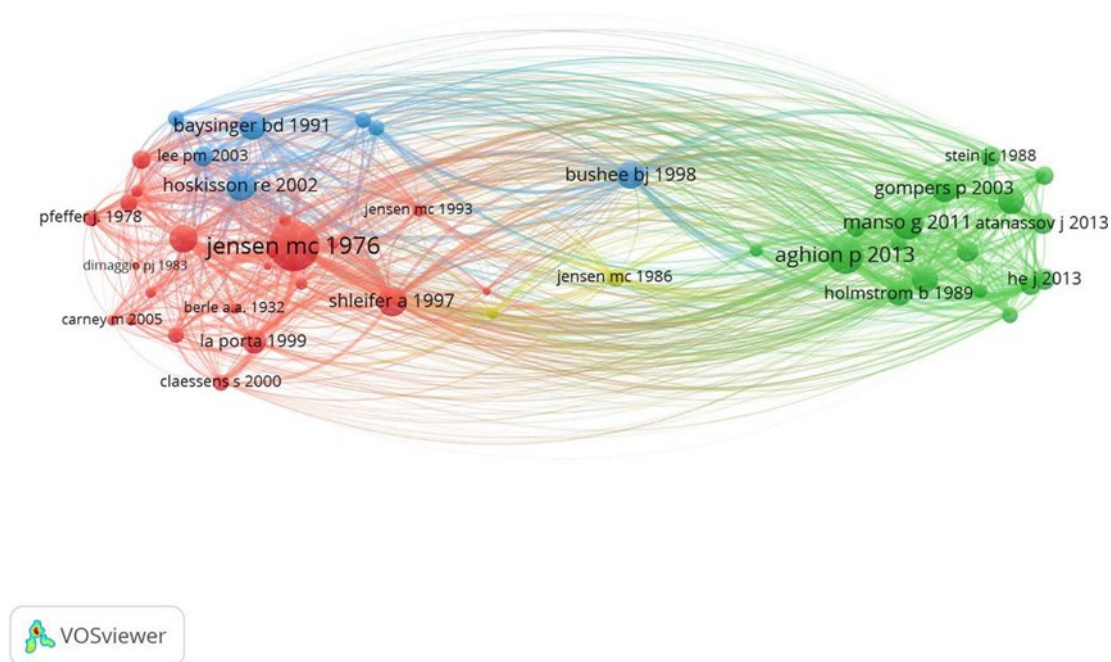 baysinger bd 1991
lee pm 2003
hoskisson re 2002
pfeffer j. 1978
jensen mc 1993
jensen mc 1976
dimaggio pj 1983
berle a.a. 1932
shleifer a 1997
carney m 2005
la porta 1999
claessens s 2000
bushee bj 1998
jensen mc 1986
stein jc 1988
gompers p 2003
manso g 2011
atanassov j 2013
aghion p 2013
he j 2013
holmstrom b 1989
VOSviewer